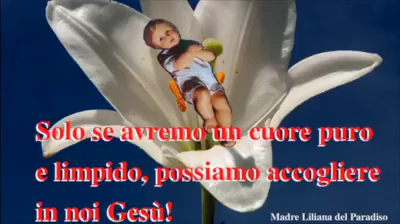 Solo se avremo un cuore puro
e limpido, possiamo accogliere
in noi Gesù!
Madre Liliana del Paradiso